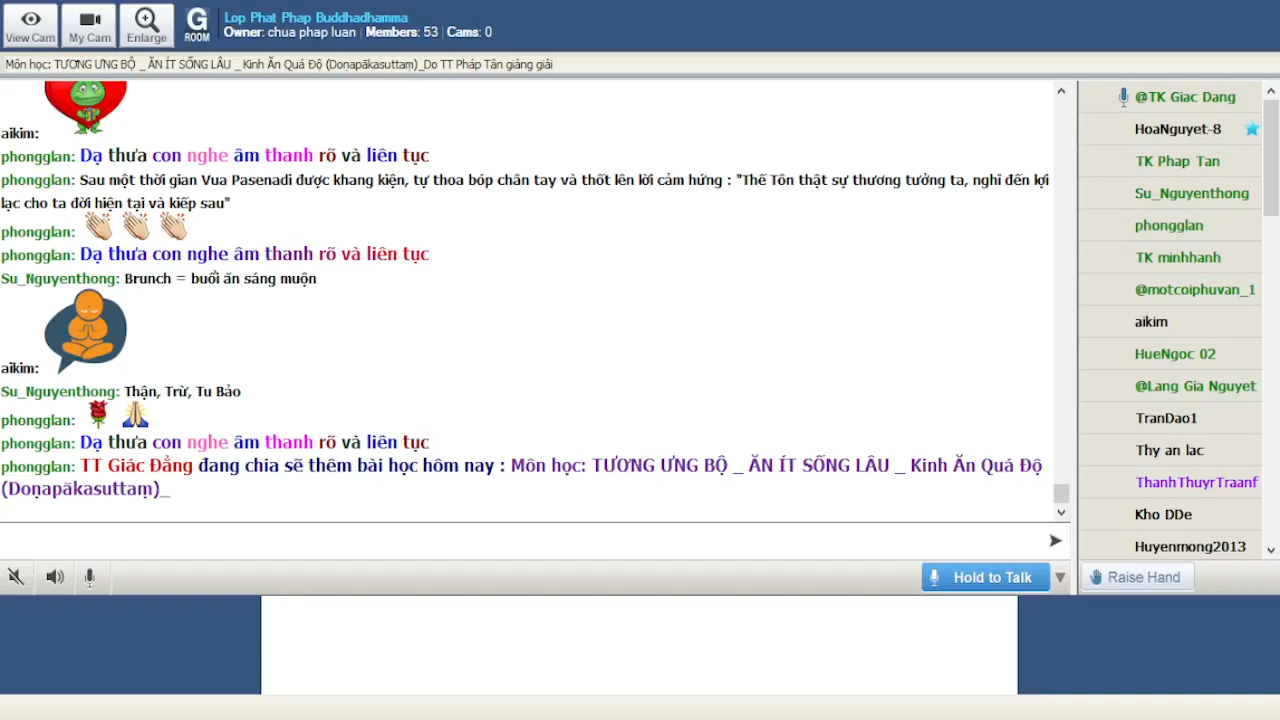 View Cam
My Cam
Enlarge
G
ROOM
Lop Phat Phap Buddhadhamma
Owner: chua phap luan | Members: 53 | Cams: 0
Môn học: TƯƠNG ƯNG BỘ _ ĂN ÍT SỐNG LÂU _ Kinh Ăn Quá Độ (Doṇapākasuttaṃ)_Do TT Pháp Tân giảng giải
aikim:
phongglan: Dạ thưa con nghe âm thanh rõ và liên tục
phongglan: Sau một thời gian Vua Pasenadi được khang kiện, tự thoa bóp chân tay và thốt lên lời cảm hứng : "Thế Tôn thật sự thương tưởng ta, nghĩ đến lợi
lạc cho ta đời hiện tại và kiếp sau"
phongglan:
phongglan: Dạ thưa con nghe âm thanh rõ và liên tục
Su_Nguyenthong: Brunch = buổi ăn sáng muộn
aikim:
Su_Nguyenthong: Thận, Trừ, Tu Bảo
phongglan:
phongglan: Dạ thưa con nghe âm thanh rõ và liên tục
phongglan: TT Giác Đẳng đang chia sẽ thêm bài học hôm nay : Môn học: TƯƠNG ƯNG BỘ _ ĂN ÍT SỐNG LÂU _ Kinh Ăn Quá Độ
(Doṇapākasuttaṃ)_
Hold to Talk
@TK Giac Dang
HoaNguyet-8
TK Phap Tan
Su_Nguyenthong
phongglan
TK minhhanh
@motcoiphuvan_1
aikim
HueNgoc 02
@Lang Gia Nguyet
TranDao1
Thy an lac
ThanhThuyrTraanf
Kho DDe
Huyenmong2013
Raise Hand